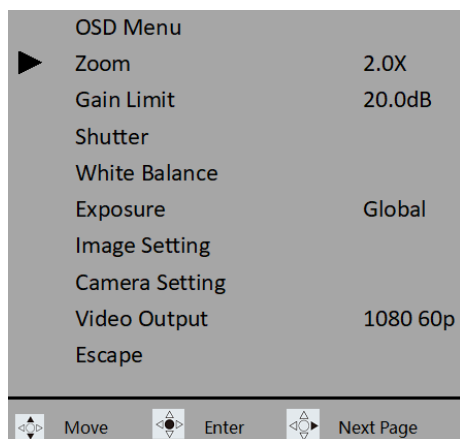 OSD Menu
Zoom 2.0X
Gain Limit 20.0dB
Shutter
White Balance
Exposure Global
Image Setting
Camera Setting
Video Output 1080 60p
Escape
Move Enter Next Page